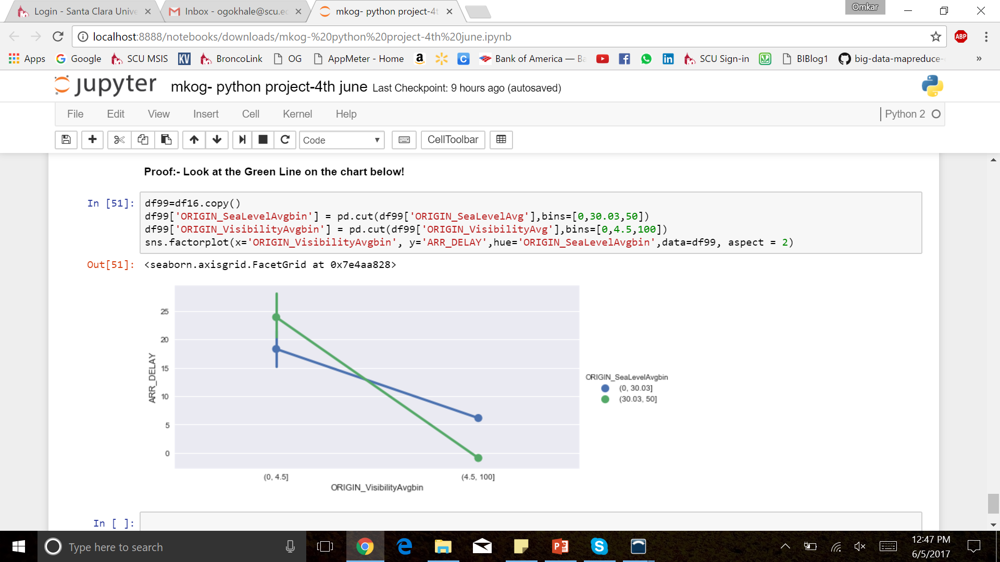 Omkar
Login - Santa Clara Unive
Inbox - ogokhale@scu.ec
mkog- python project-4t
localhost:8888/notebooks/downloads/mkog-%20python%20project-4th%20june.ipynb
ABP
Apps Google SCU MSIS KV BroncoLink OG AppMeter - Home a C Bank of America — Ba f in SCU Sign-in BIBlog1 big-data-mapreduce- »
jupyter mkog- python project-4th june Last Checkpoint: 9 hours ago (autosaved)
File Edit View Insert Cell Kernel Help Python 2
Code CellToolbar
Proof:- Look at the Green Line on the chart below!
In [51]: df99=df16.copy()
df99['ORIGIN_SeaLevelAvgbin'] = pd.cut(df99['ORIGIN_SeaLevelAvg'],bins=[0,30.03,50])
df99['ORIGIN_VisibilityAvgbin'] = pd.cut(df99['ORIGIN_VisibilityAvg'],bins=[0,4.5,100])
sns.factorplot(x='ORIGIN_VisibilityAvgbin', y='ARR_DELAY',hue='ORIGIN_SeaLevelAvgbin',data=df99, aspect = 2)
Out[51]: <seaborn.axisgrid.FacetGrid at 0x7e4aa828>
25
20
15
10
5
0
ARR_DELAY
(0, 4.5] (4.5, 100]
ORIGIN_VisibilityAvgbin
ORIGIN_SeaLevelAvgbin
(0, 30.03]
(30.03, 50]
In [ ]:
Type here to search
12:47 PM
6/5/2017